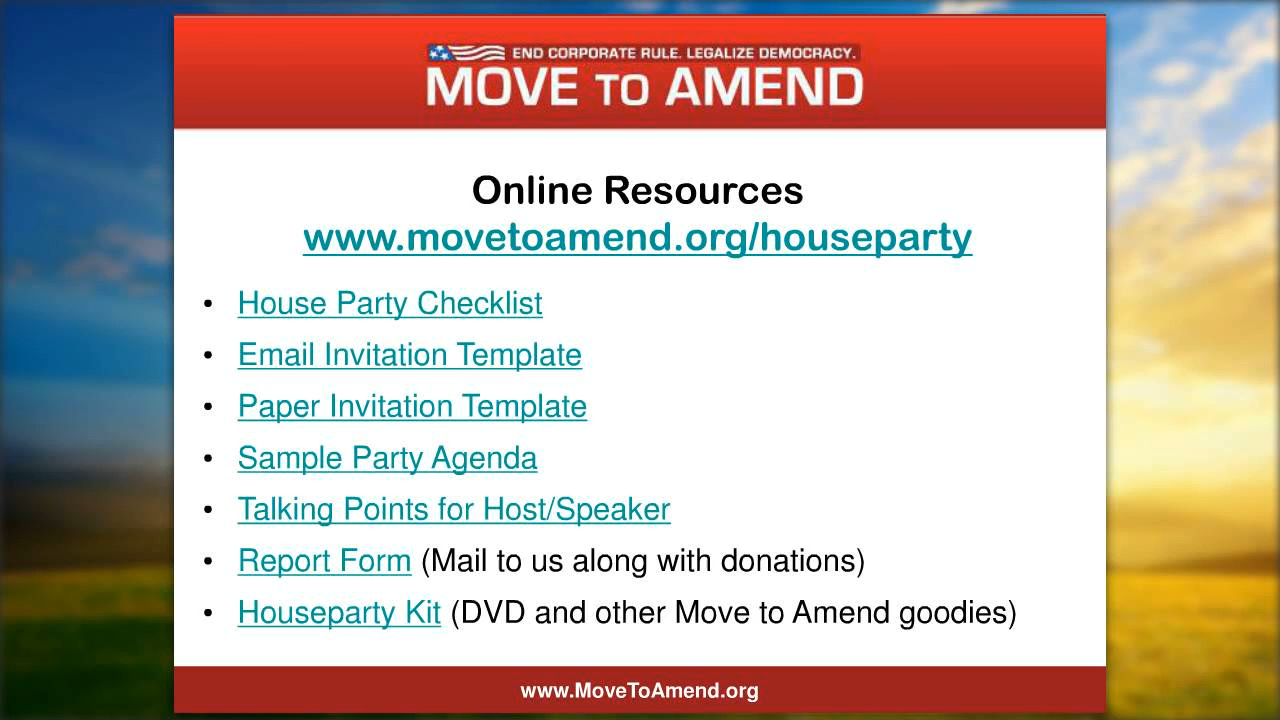 END CORPORATE RULE. LEGALIZE DEMOCRACY.
MOVE TO AMEND
Online Resources
www.movetoamend.org/houseparty
• House Party Checklist
• Email Invitation Template
• Paper Invitation Template
• Sample Party Agenda
• Talking Points for Host/Speaker
• Report Form (Mail to us along with donations)
• Houseparty Kit (DVD and other Move to Amend goodies)
www.MoveToAmend.org